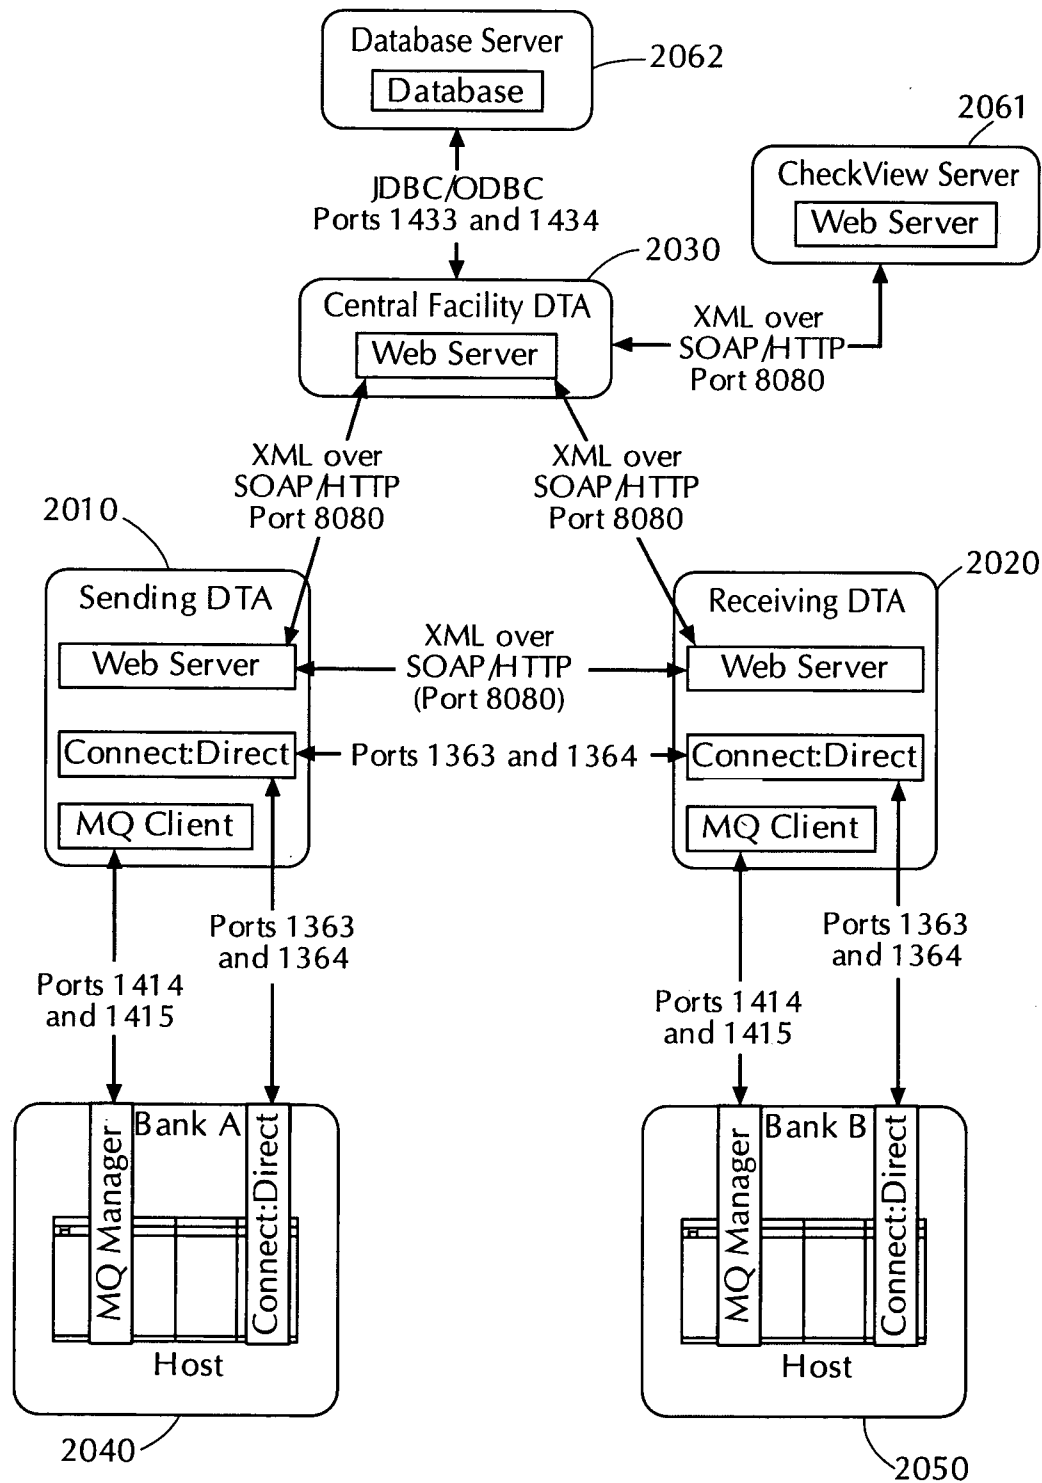 Database Server
Database
2062
2061
CheckView Server
Web Server
JDBC/ODBC
Ports 1433 and 1434
2030
Central Facility DTA
Web Server
XML over
SOAP/HTTP
Port 8080
XML over
SOAP/HTTP
Port 8080
XML over
SOAP/HTTP
Port 8080
2010
2020
Sending DTA
Web Server
Connect:Direct
MQ Client
XML over
SOAP/HTTP
(Port 8080)
Ports 1363 and 1364
Receiving DTA
Web Server
Connect:Direct
MQ Client
Ports 1363
and 1364
Ports 1414
and 1415
Ports 1363
and 1364
Ports 1414
and 1415
Bank A
MQ Manager
Connect:Direct
Host
2040
Bank B
MQ Manager
Connect:Direct
Host
2050